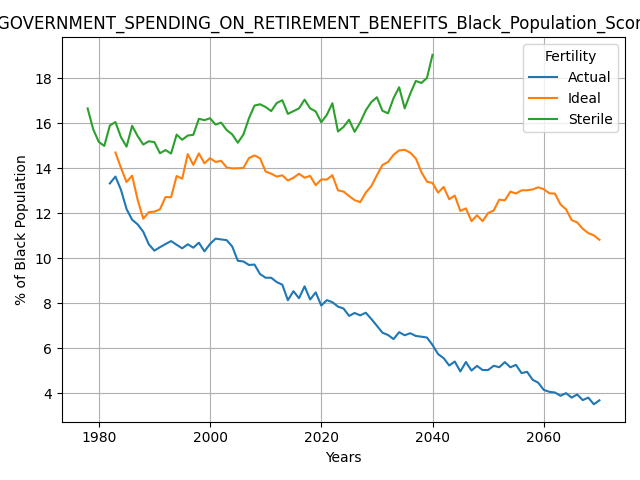 GOVERNMENT_SPENDING_ON_RETIREMENT_BENEFITS_Black_Population_Scor
Fertility
Actual
Ideal
Sterile
% of Black Population
18
16
14
12
10
8
6
4
1980 2000 2020 2040 2060
Years